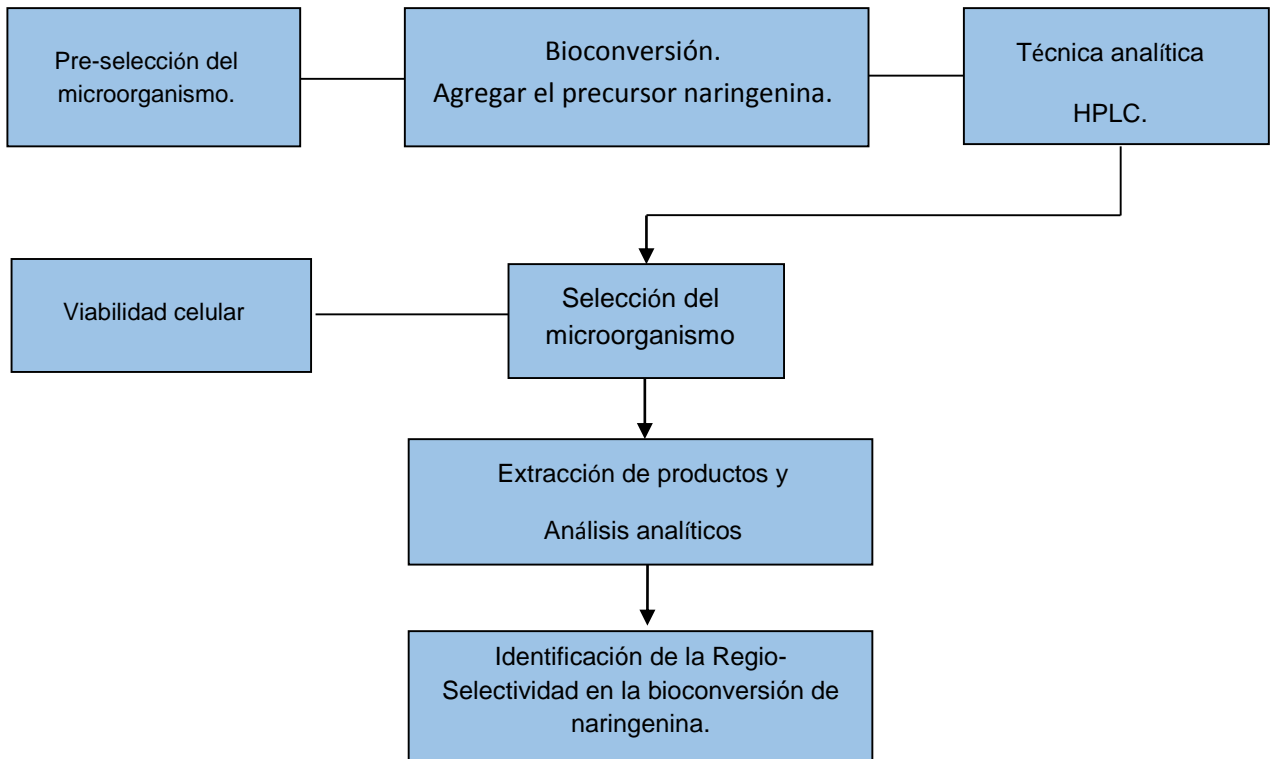 Pre-selección del
microorganismo.
Bioconversión.
Agregar el precursor naringenina.
Técnica analítica
HPLC.
Viabilidad celular
Selección del
microorganismo
Extracción de productos y
Análisis analíticos
Identificación de la Regio-
Selectividad en la bioconversión de
naringenina.